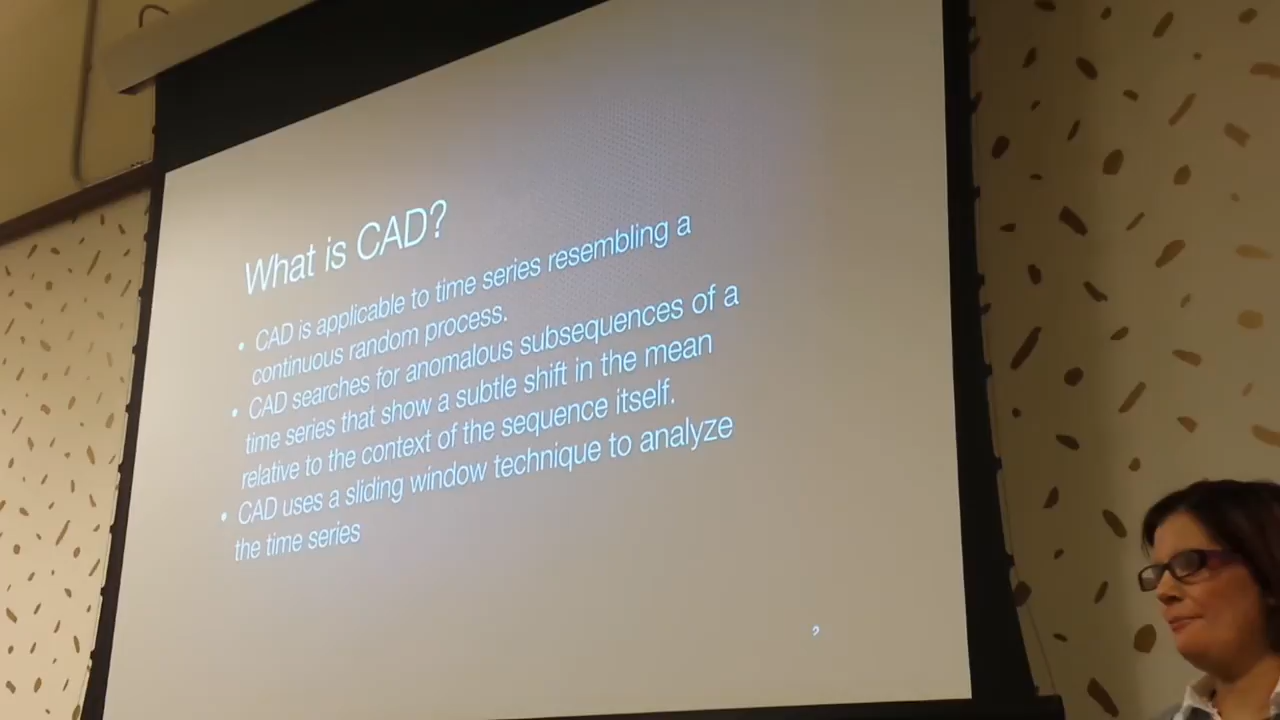 What is CAD?
• CAD is applicable to time series resembling a
continuous random process.
• CAD searches for anomalous subsequences of a
time series that show a subtle shift in the mean
relative to the context of the sequence itself.
• CAD uses a sliding window technique to analyze
the time series
2